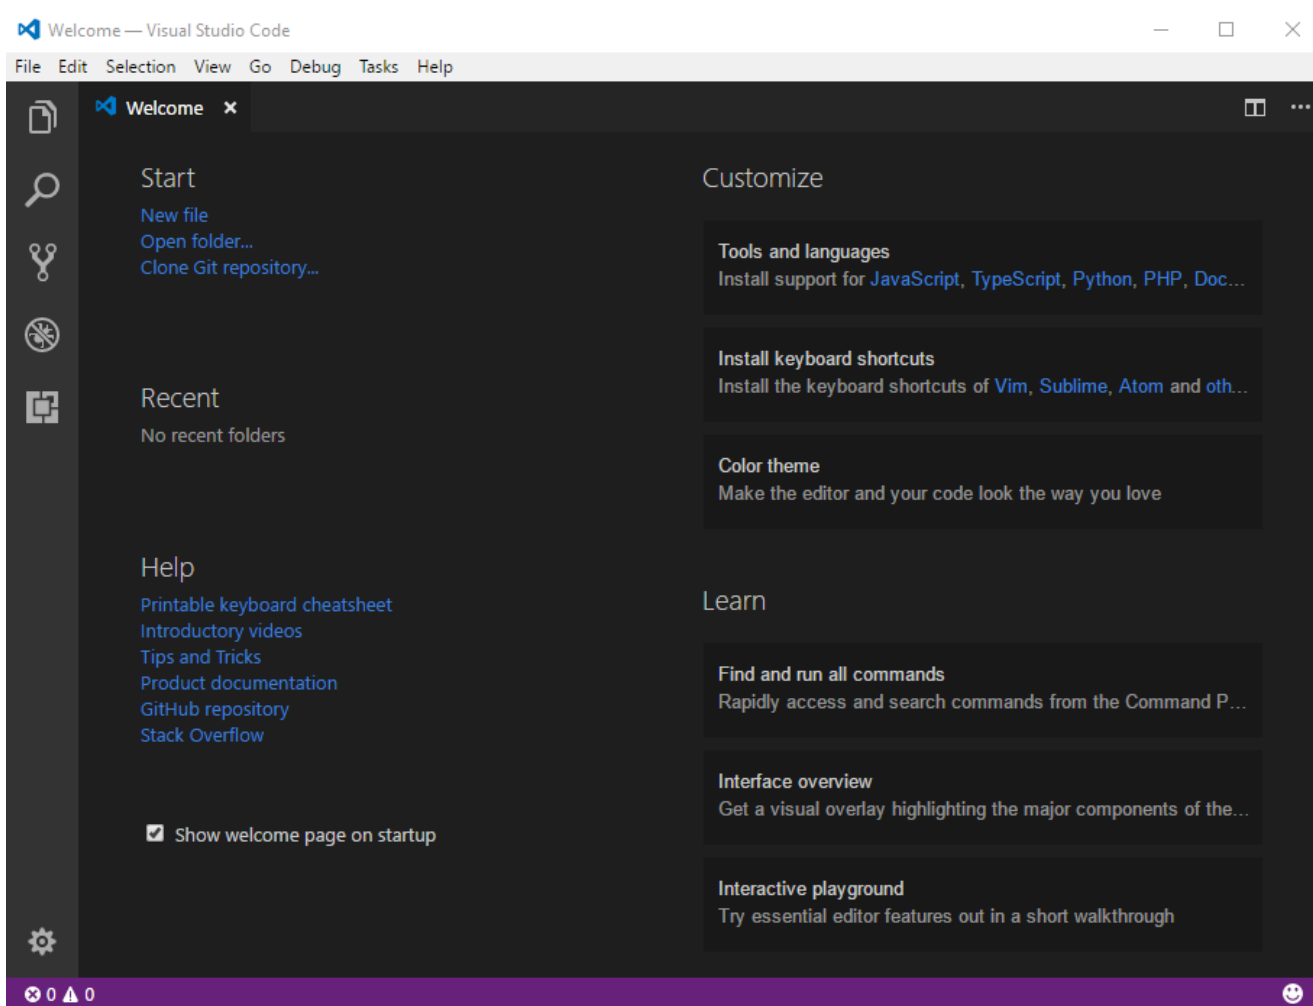 Welcome — Visual Studio Code
File Edit Selection View Go Debug Tasks Help
Welcome
Start
New file
Open folder...
Clone Git repository...
Recent
No recent folders
Help
Printable keyboard cheatsheet
Introductory videos
Tips and Tricks
Product documentation
GitHub repository
Stack Overflow
Show welcome page on startup
Customize
Tools and languages
Install support for JavaScript, TypeScript, Python, PHP, Doc...
Install keyboard shortcuts
Install the keyboard shortcuts of Vim, Sublime, Atom and oth...
Color theme
Make the editor and your code look the way you love
Learn
Find and run all commands
Rapidly access and search commands from the Command P...
Interface overview
Get a visual overlay highlighting the major components of the...
Interactive playground
Try essential editor features out in a short walkthrough
0 0